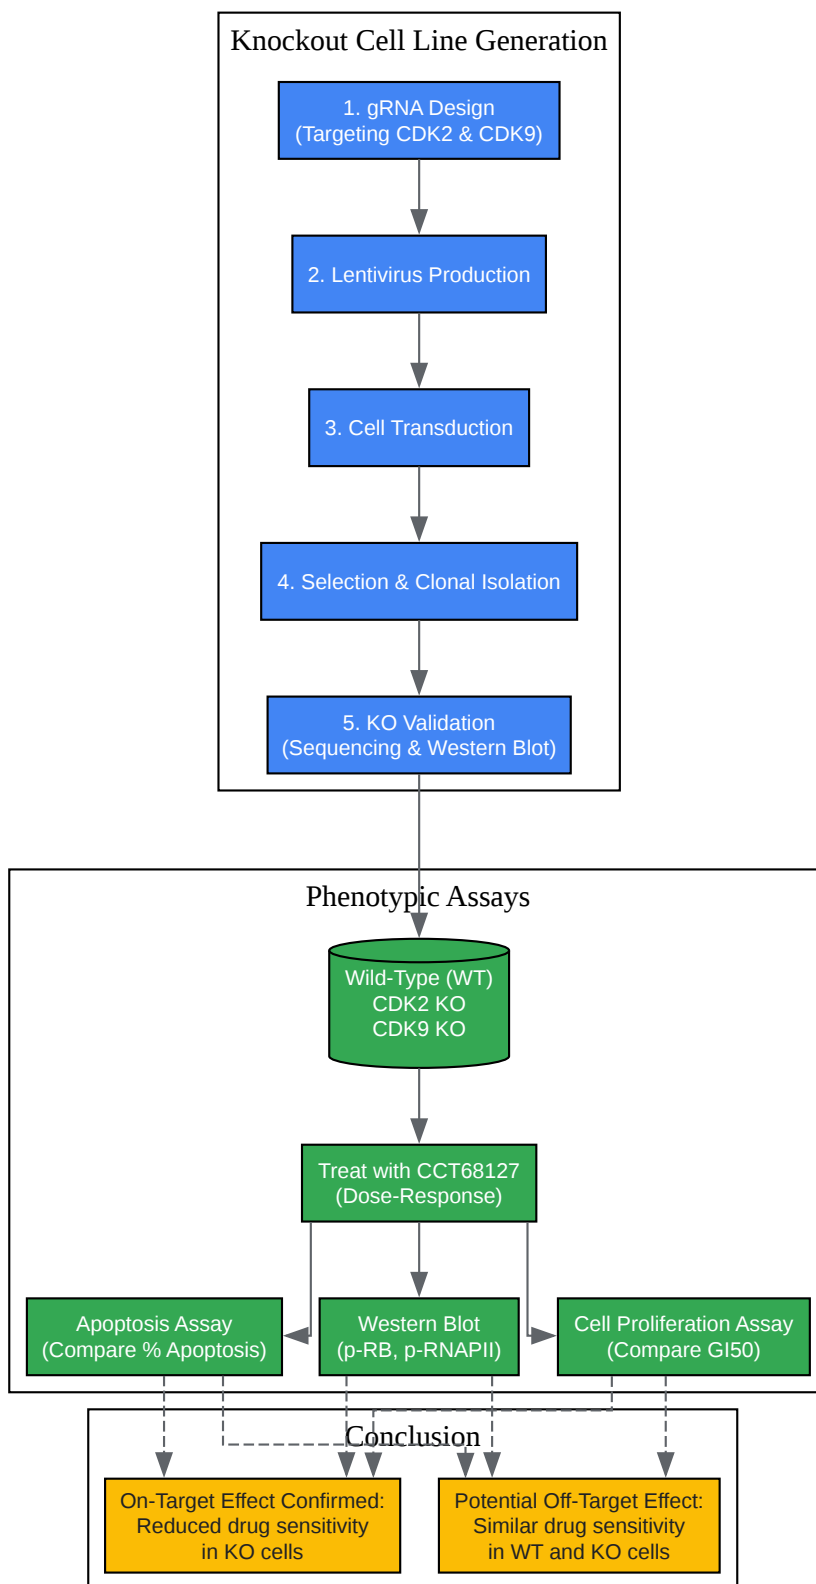 Knockout Cell Line Generation
1. gRNA Design
(Targeting CDK2 & CDK9)
2. Lentivirus Production
3. Cell Transduction
4. Selection & Clonal Isolation
5. KO Validation
(Sequencing & Western Blot)
Phenotypic Assays
Wild-Type (WT)
CDK2 KO
CDK9 KO
Treat with CCT68127
(Dose-Response)
Apoptosis Assay
(Compare % Apoptosis)
Western Blot
(p-RB, p-RNAPII)
Cell Proliferation Assay
(Compare GI50)
Conclusion
On-Target Effect Confirmed:
Reduced drug sensitivity
in KO cells
Potential Off-Target Effect:
Similar drug sensitivity
in WT and KO cells